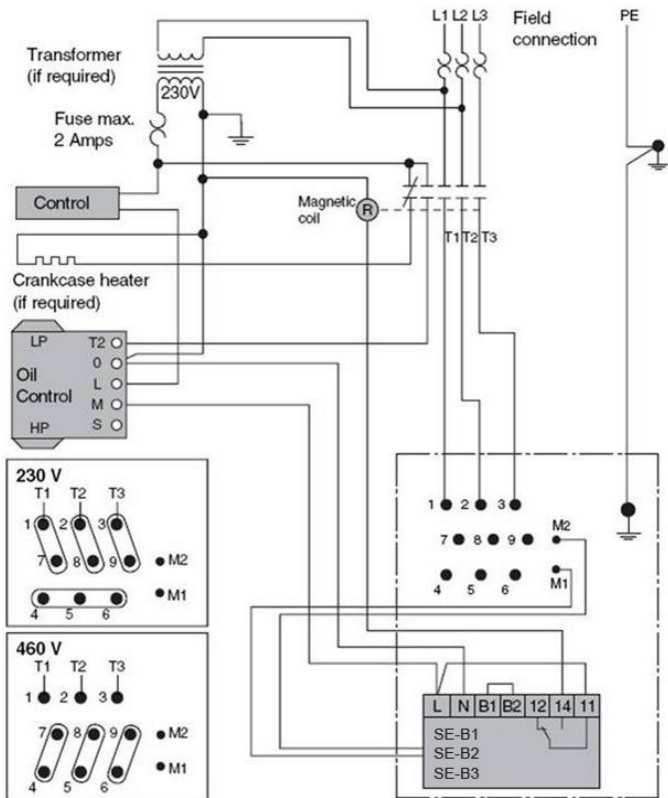 L1 L2 L3
Field
connection
PE
Transformer
(if required)
230V
Fuse max.
2 Amps
Control
Magnetic
coil
R
T1 T2 T3
Crankcase heater
(if required)
LP
T2
0
Oil
Control
L
M
HP
S
230 V
T1 T2 T3
1 2 3
7 8 9 M2
M1
4 5 6
460 V
T1 T2 T3
1 2 3
7 8 9 M2
M1
4 5 6
1 2 3
M2
7 8 9
M1
4 5 6
L N B1 B2 12 14 11
SE-B1
SE-B2
SE-B3